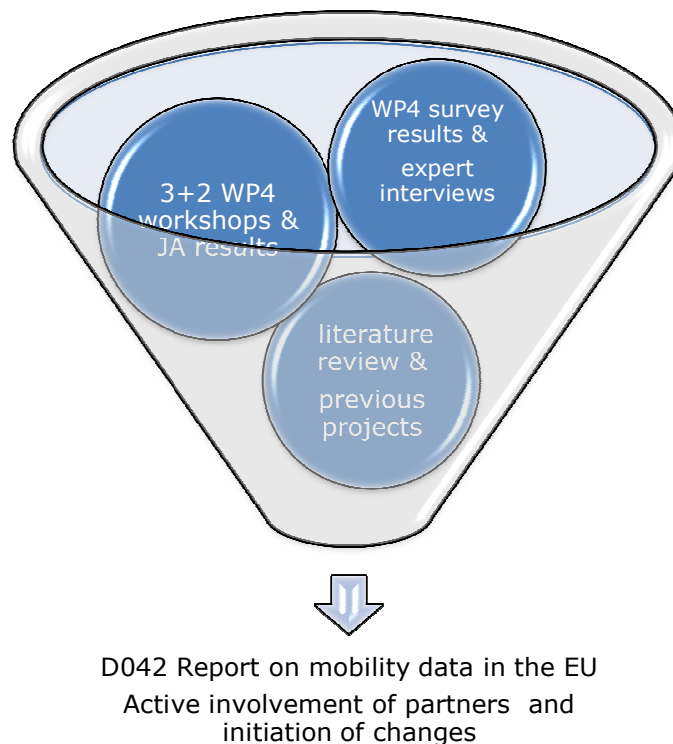 WP4 survey
results &
expert
interviews
3+2 WP4
workshops &
JA results
literature
review &
previous
projects
D042 Report on mobility data in the EU
Active involvement of partners and
initiation of changes